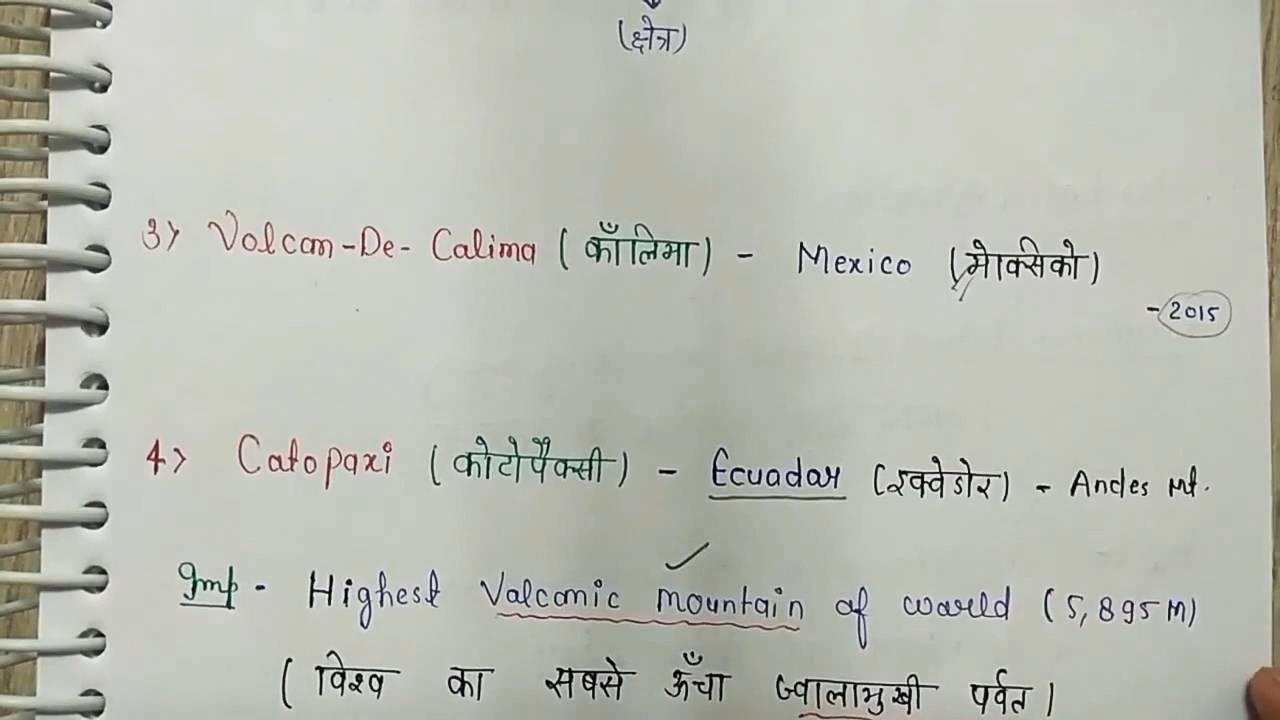 (क्षेत्र)
3> Volcan-De-Calima (काँलिमा) - Mexico (मेक्सिको)
- 2015
4> Catopaxi (कोटोपैक्सी) - Ecuador (इक्वेडोर) - Andes Mt.
Imp - Highest Valcanic mountain of world (5,895m)
(विश्व का सबसे ऊँचा ज्वालामुखी पर्वत)